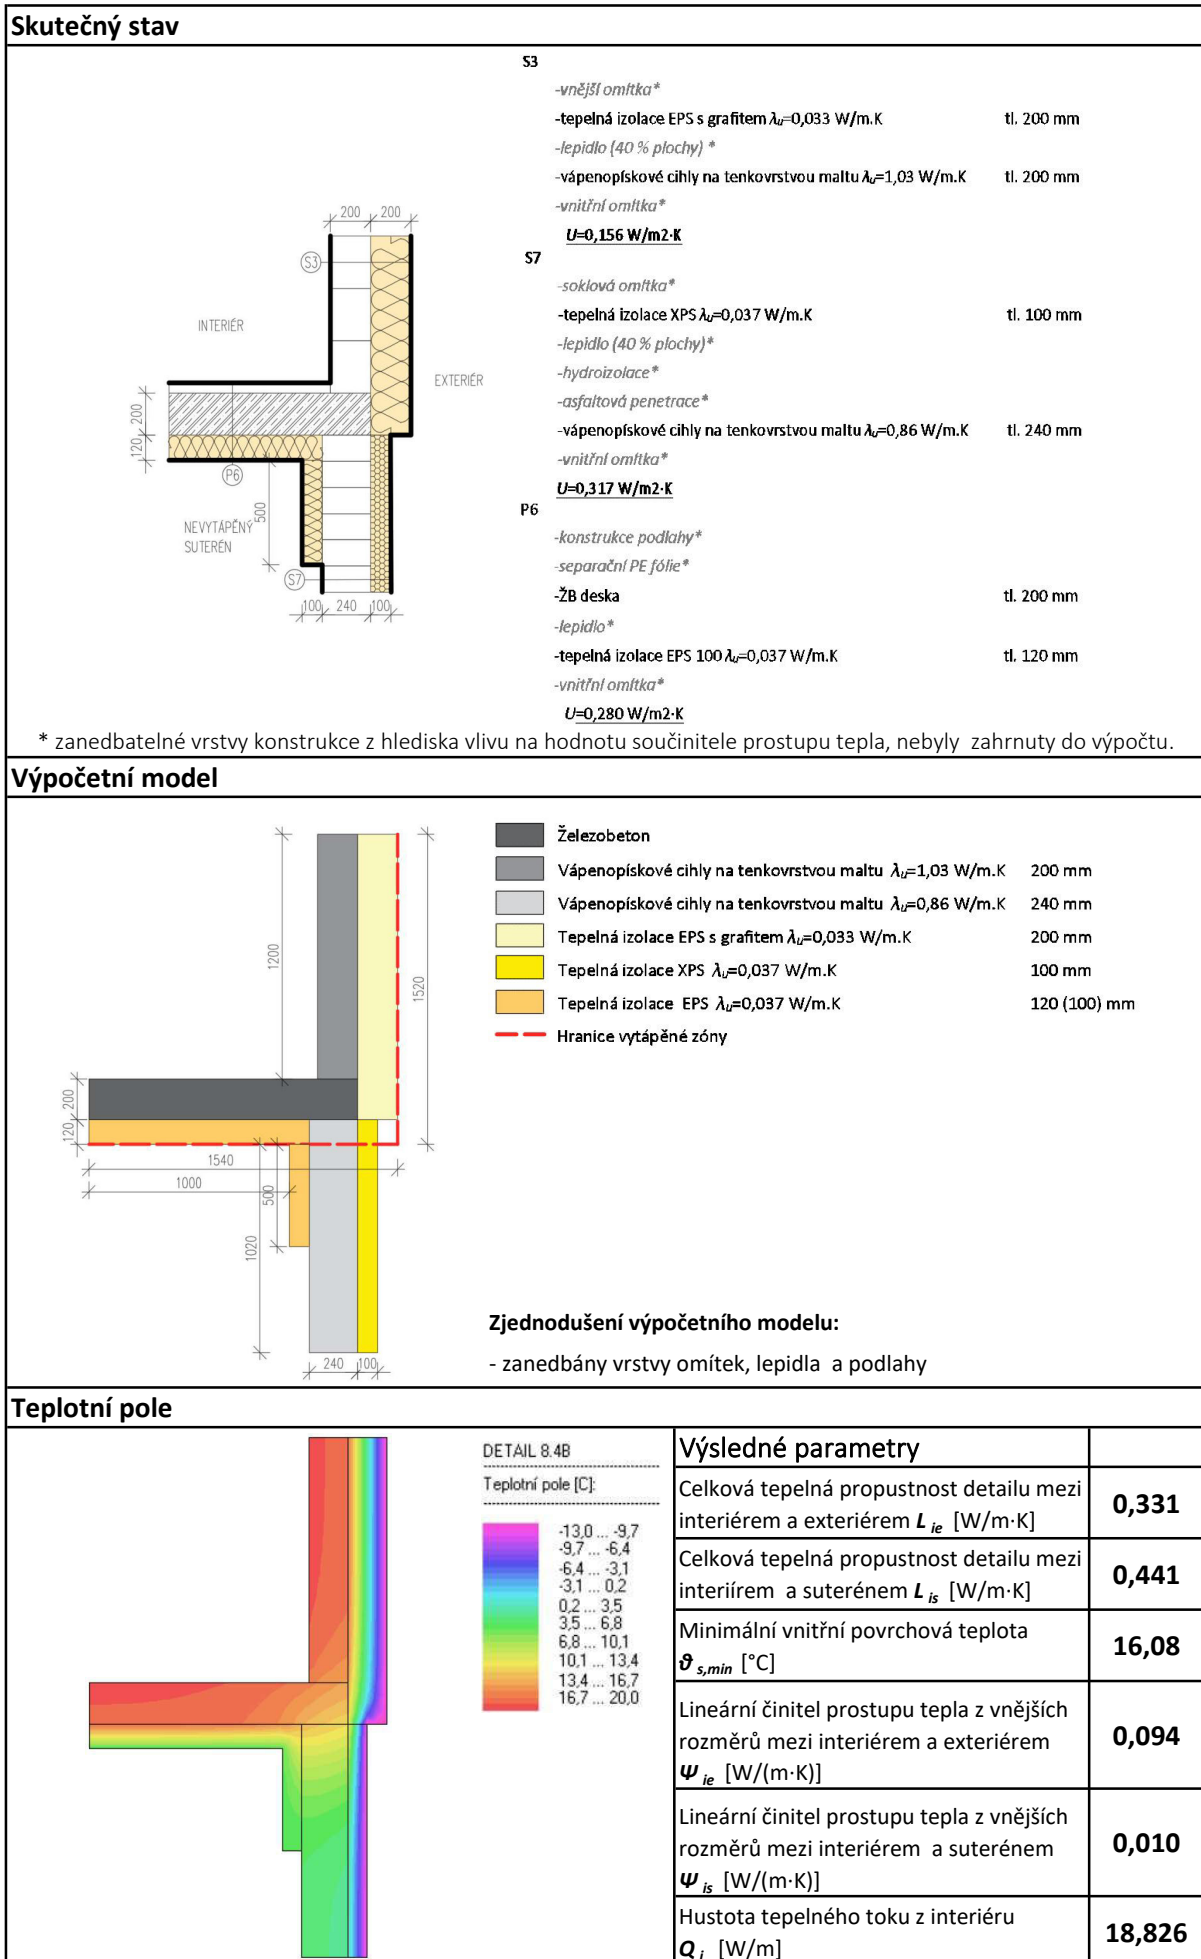 Skutečný stav
S3
-vnější omítka*
-tepelná izolace EPS s grafitem λu=0,033 W/m.K tl. 200 mm
-lepidlo (40 % plochy) *
-vápenopískové cihly na tenkovrstvou maltu λu=1,03 W/m.K tl. 200 mm
-vnitřní omítka*
U=0,156 W/m2·K
S7
-soklová omítka*
-tepelná izolace XPS λu=0,037 W/m.K tl. 100 mm
-lepidlo (40 % plochy)*
-hydroizolace*
-asfaltová penetrace*
-vápenopískové cihly na tenkovrstvou maltu λu=0,86 W/m.K tl. 240 mm
-vnitřní omítka*
U=0,317 W/m2·K
P6
-konstrukce podlahy*
-separační PE fólie*
-ŽB deska tl. 200 mm
-lepidlo*
-tepelná izolace EPS 100 λu=0,037 W/m.K tl. 120 mm
-vnitřní omítka*
U=0,280 W/m2·K
200 200
S3
INTERIÉR
EXTERIÉR
200
120
P6
500
NEVYTÁPĚNÝ
SUTERÉN
S7
100 240 100
* zanedbatelné vrstvy konstrukce z hlediska vlivu na hodnotu součinitele prostupu tepla, nebyly zahrnuty do výpočtu.
Výpočetní model
Železobeton
Vápenopískové cihly na tenkovrstvou maltu λu=1,03 W/m.K 200 mm
Vápenopískové cihly na tenkovrstvou maltu λu=0,86 W/m.K 240 mm
Tepelná izolace EPS s grafitem λu=0,033 W/m.K 200 mm
Tepelná izolace XPS λu=0,037 W/m.K 100 mm
Tepelná izolace EPS λu=0,037 W/m.K 120 (100) mm
Hranice vytápěné zóny
1200
1520
200
120
1540
1000
500
1020
240 100
Zjednodušení výpočetního modelu:
- zanedbány vrstvy omítek, lepidla a podlahy
Teplotní pole
DETAIL 8.4B
Teplotní pole [C]:
-13,0 ... -9,7
-9,7 ... -6,4
-6,4 ... -3,1
-3,1 ... 0,2
0,2 ... 3,5
3,5 ... 6,8
6,8 ... 10,1
10,1 ... 13,4
13,4 ... 16,7
16,7 ... 20,0
Výsledné parametry
Celková tepelná propustnost detailu mezi
interiérem a exteriérem L ie [W/m·K] 0,331
Celková tepelná propustnost detailu mezi
interiírem a suterénem L is [W/m·K] 0,441
Minimální vnitřní povrchová teplota
ϑ s,min [°C] 16,08
Lineární činitel prostupu tepla z vnějších
rozměrů mezi interiérem a exteriérem
Ψ ie [W/(m·K)] 0,094
Lineární činitel prostupu tepla z vnějších
rozměrů mezi interiérem a suterénem
Ψ is [W/(m·K)] 0,010
Hustota tepelného toku z interiéru
Q i [W/m] 18,826